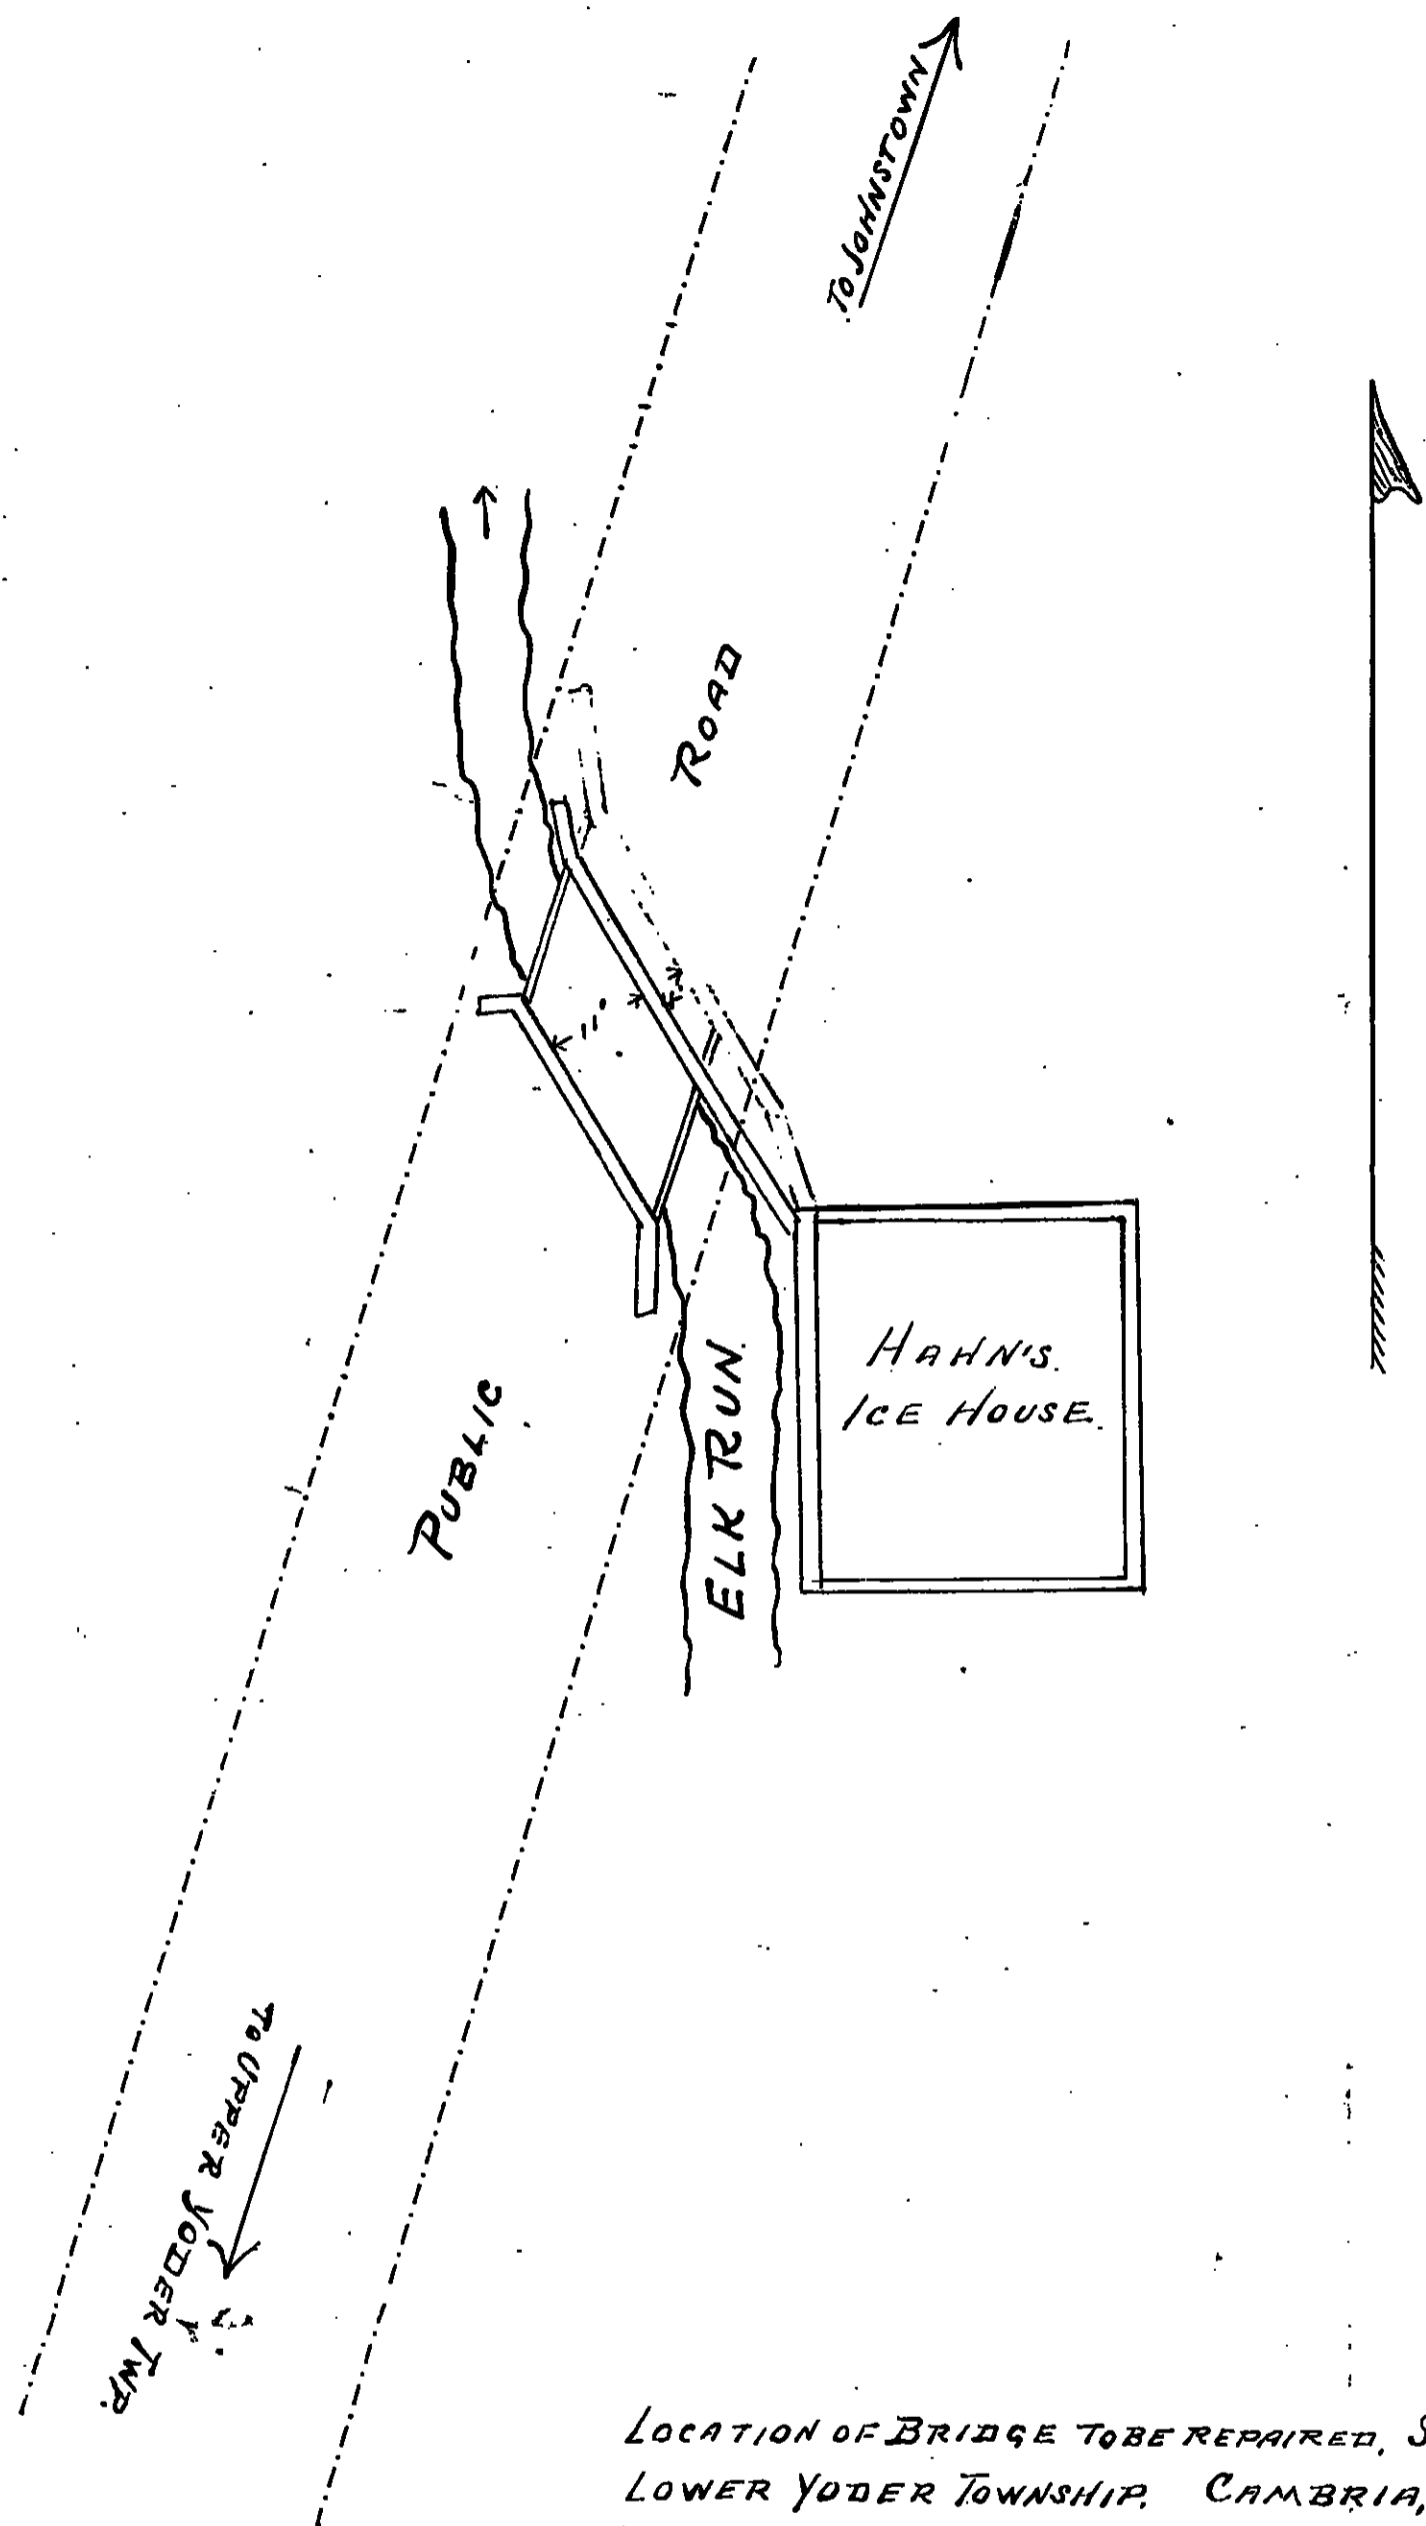 TO JOHNSTOWN
ROAD
PUBLIC
ELK RUN.
HAHN'S.
ICE HOUSE.
TO UPPER YODER TWP.
LOCATION OF BRIDGE TO BE REPAIRED,
LOWER YODER TOWNSHIP. CAMBRIA,